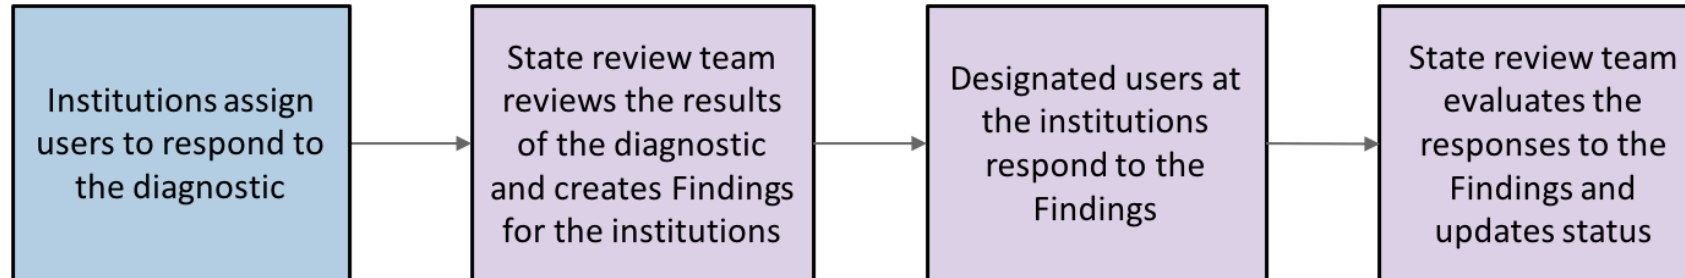 Institutions assign
users to respond to
the diagnostic
State review team
reviews the results
of the diagnostic
and creates Findings
for the institutions
Designated users at
the institutions
respond to the
Findings
State review team
evaluates the
responses to the
Findings and
updates status